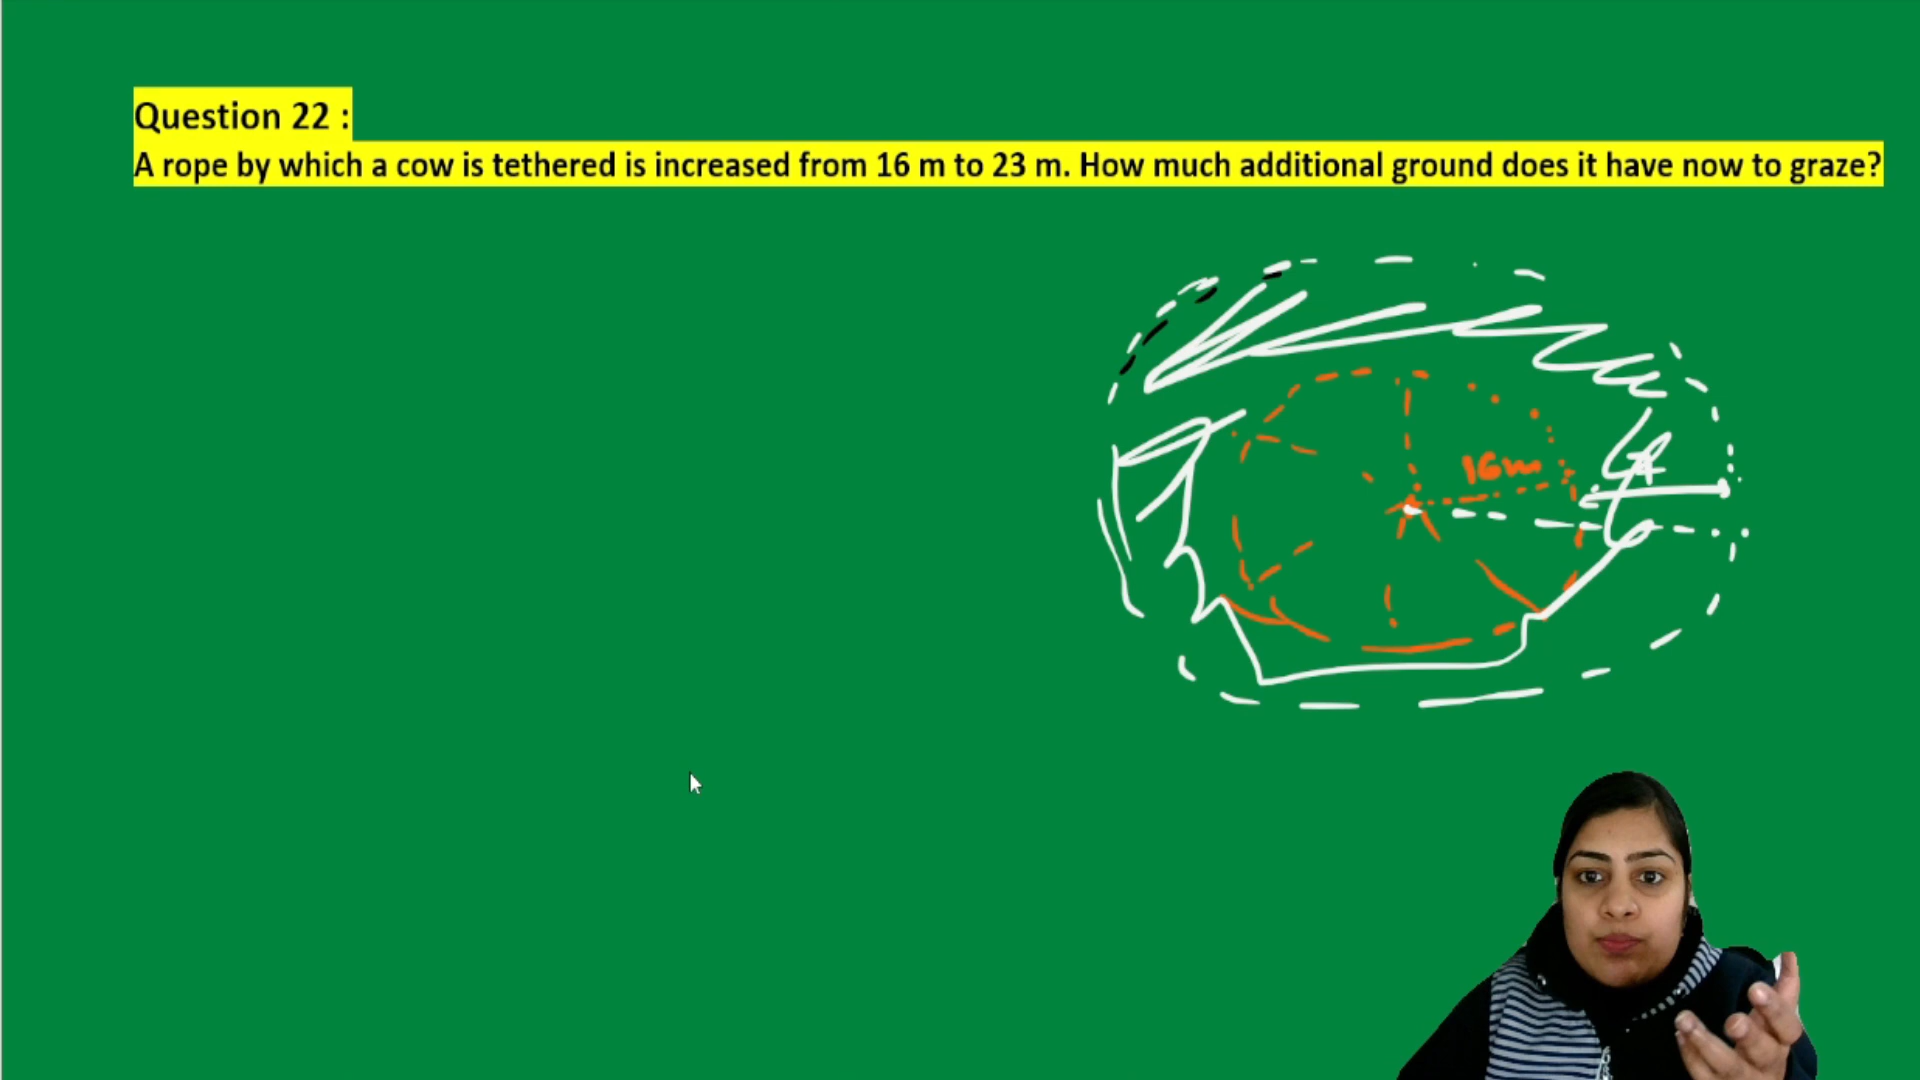 Question 22 :
A rope by which a cow is tethered is increased from 16 m to 23 m. How much additional ground does it have now to graze?
16m